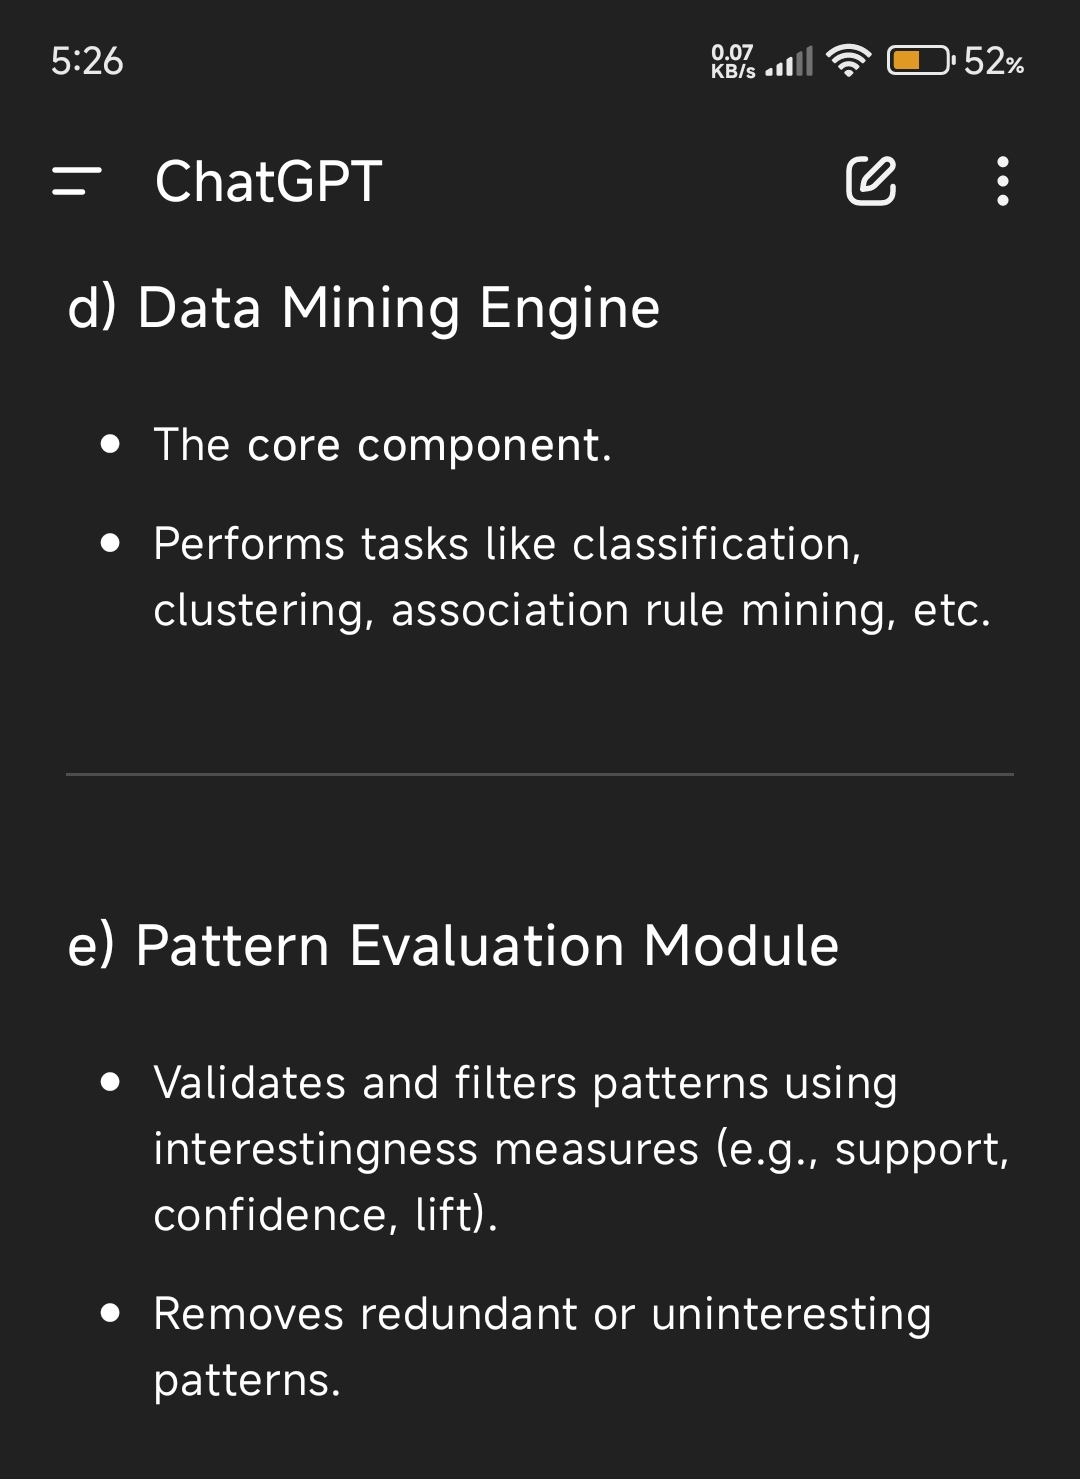 5:26
0.07
KB/s
52%
ChatGPT
d) Data Mining Engine
• The core component.
• Performs tasks like classification,
clustering, association rule mining, etc.
e) Pattern Evaluation Module
• Validates and filters patterns using
interestingness measures (e.g., support,
confidence, lift).
• Removes redundant or uninteresting
patterns.